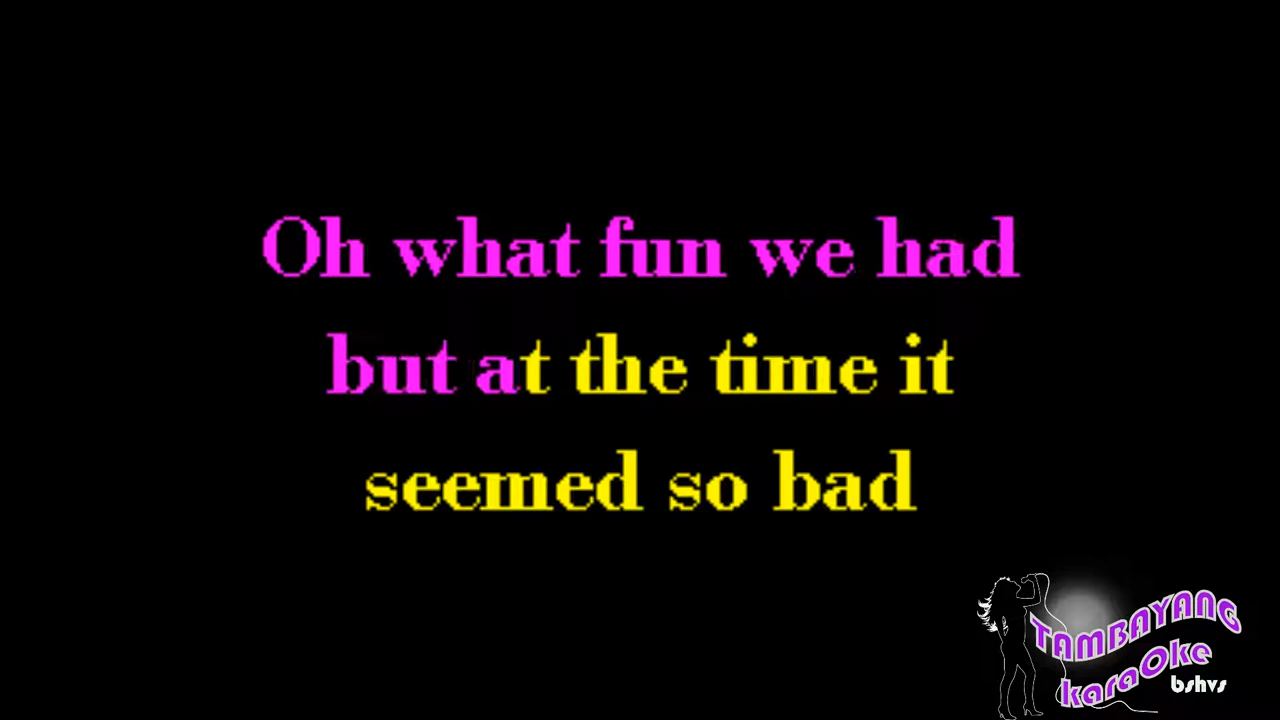 Oh what fun we had
but at the time it
seemed so bad
TAMBAYANG
karaOke
bshvs